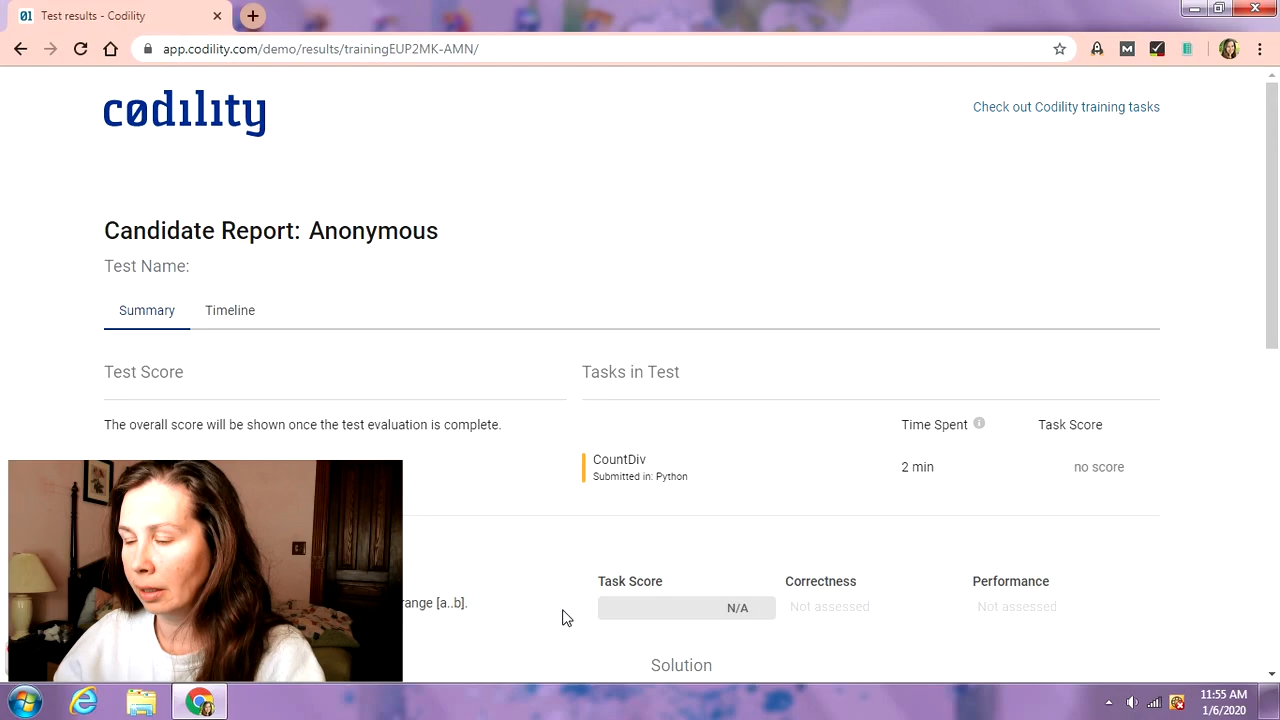 Test results - Codility
app.codility.com/demo/results/trainingEUP2MK-AMN/
codility
Check out Codility training tasks
Candidate Report: Anonymous
Test Name:
Summary
Timeline
Test Score
Tasks in Test
The overall score will be shown once the test evaluation is complete.
Time Spent
Task Score
CountDiv
Submitted in: Python
2 min
no score
Task Score
Correctness
Performance
ange [a..b].
N/A
Not assessed
Not assessed
Solution
11:55 AM
1/6/2020